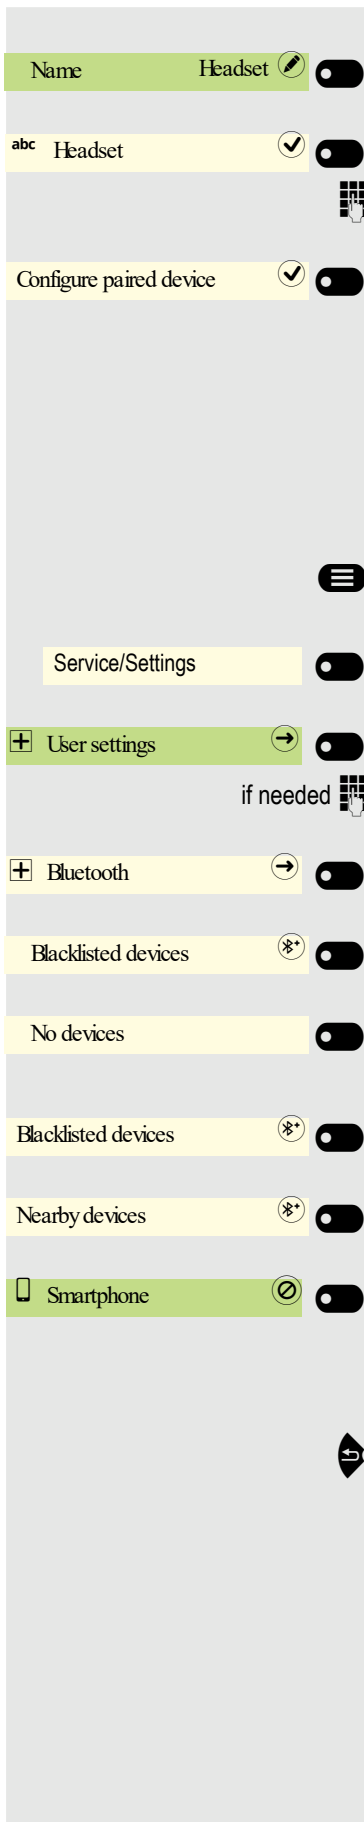 Name Headset
abc Headset
Configure paired device
Service/Settings
User settings
if needed
Bluetooth
Blacklisted devices
No devices
Blacklisted devices
Nearby devices
Smartphone